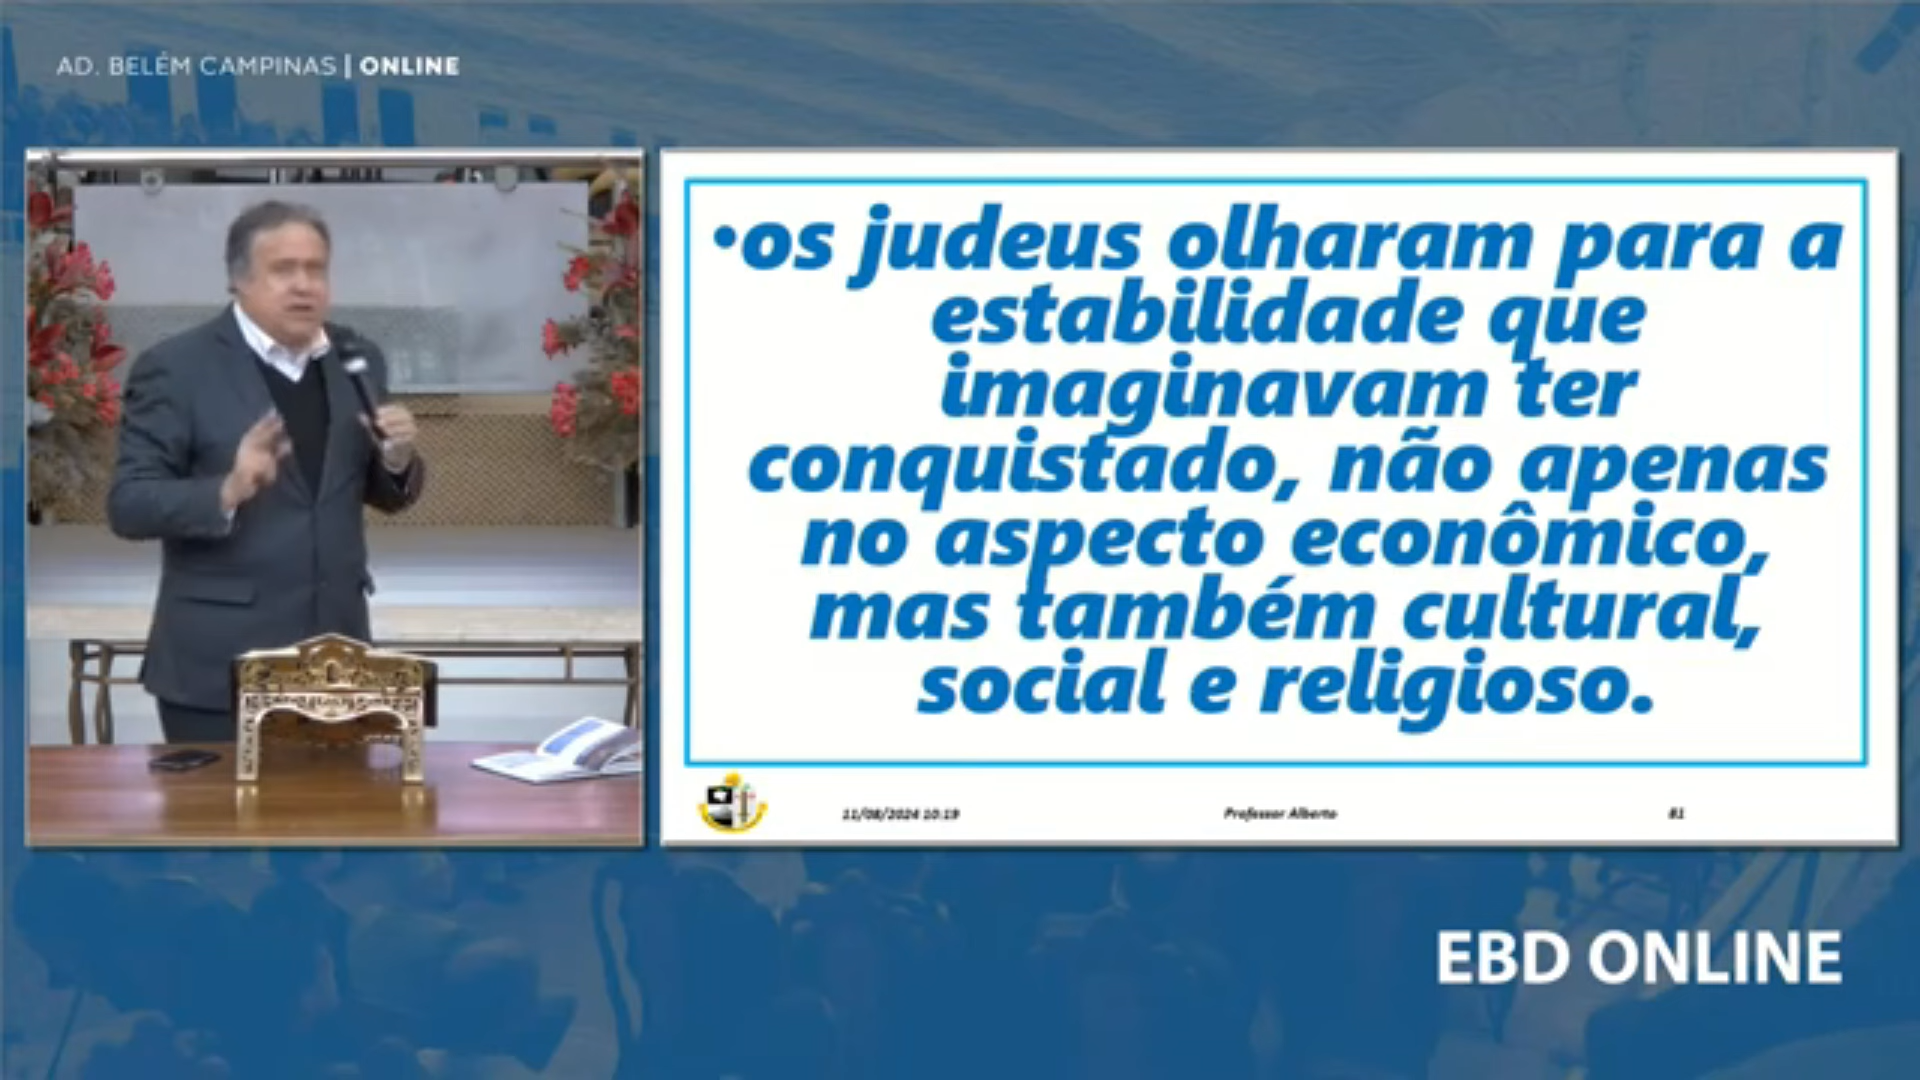 AD. BELÉM CAMPINAS | ONLINE
•os judeus olharam para a
estabilidade que
imaginavam ter
conquistado, não apenas
no aspecto econômico,
mas também cultural,
social e religioso.
11/08/2024 10:19 Professor Alberto 81
EBD ONLINE